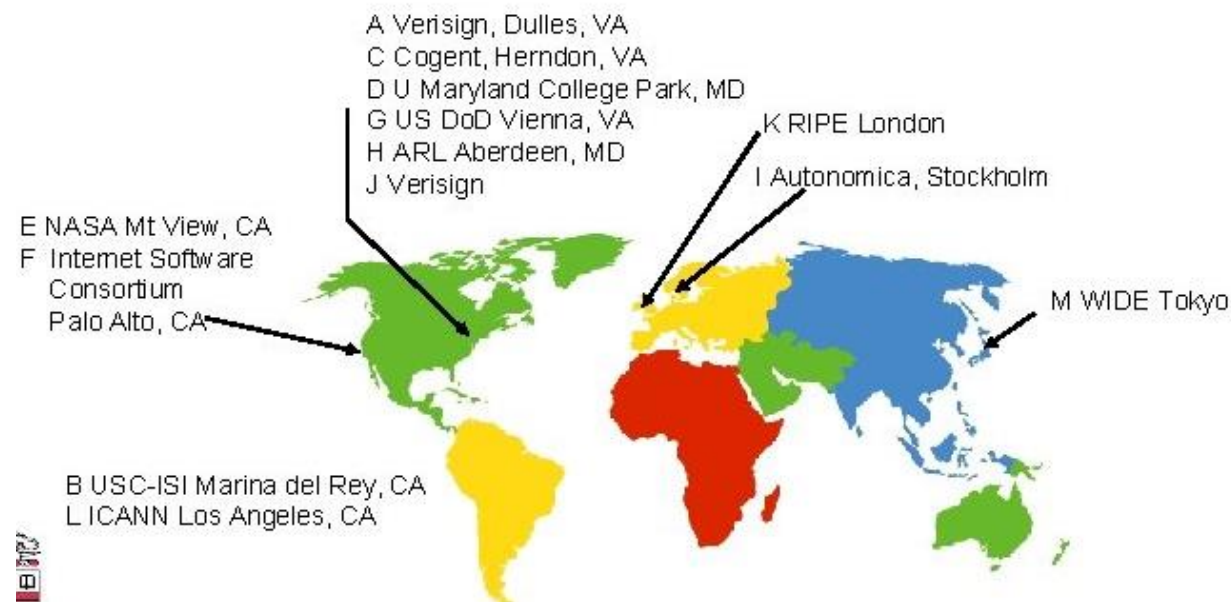 A Verisign, Dulles, VA
C Cogent, Herndon, VA
D U Maryland College Park, MD
G US DoD Vienna, VA
H ARL Aberdeen, MD
J Verisign
K RIPE London
I Autonomica, Stockholm
E NASA Mt View, CA
F Internet Software
Consortium
Palo Alto, CA
M WIDE Tokyo
B USC-ISI Marina del Rey, CA
L ICANN Los Angeles, CA